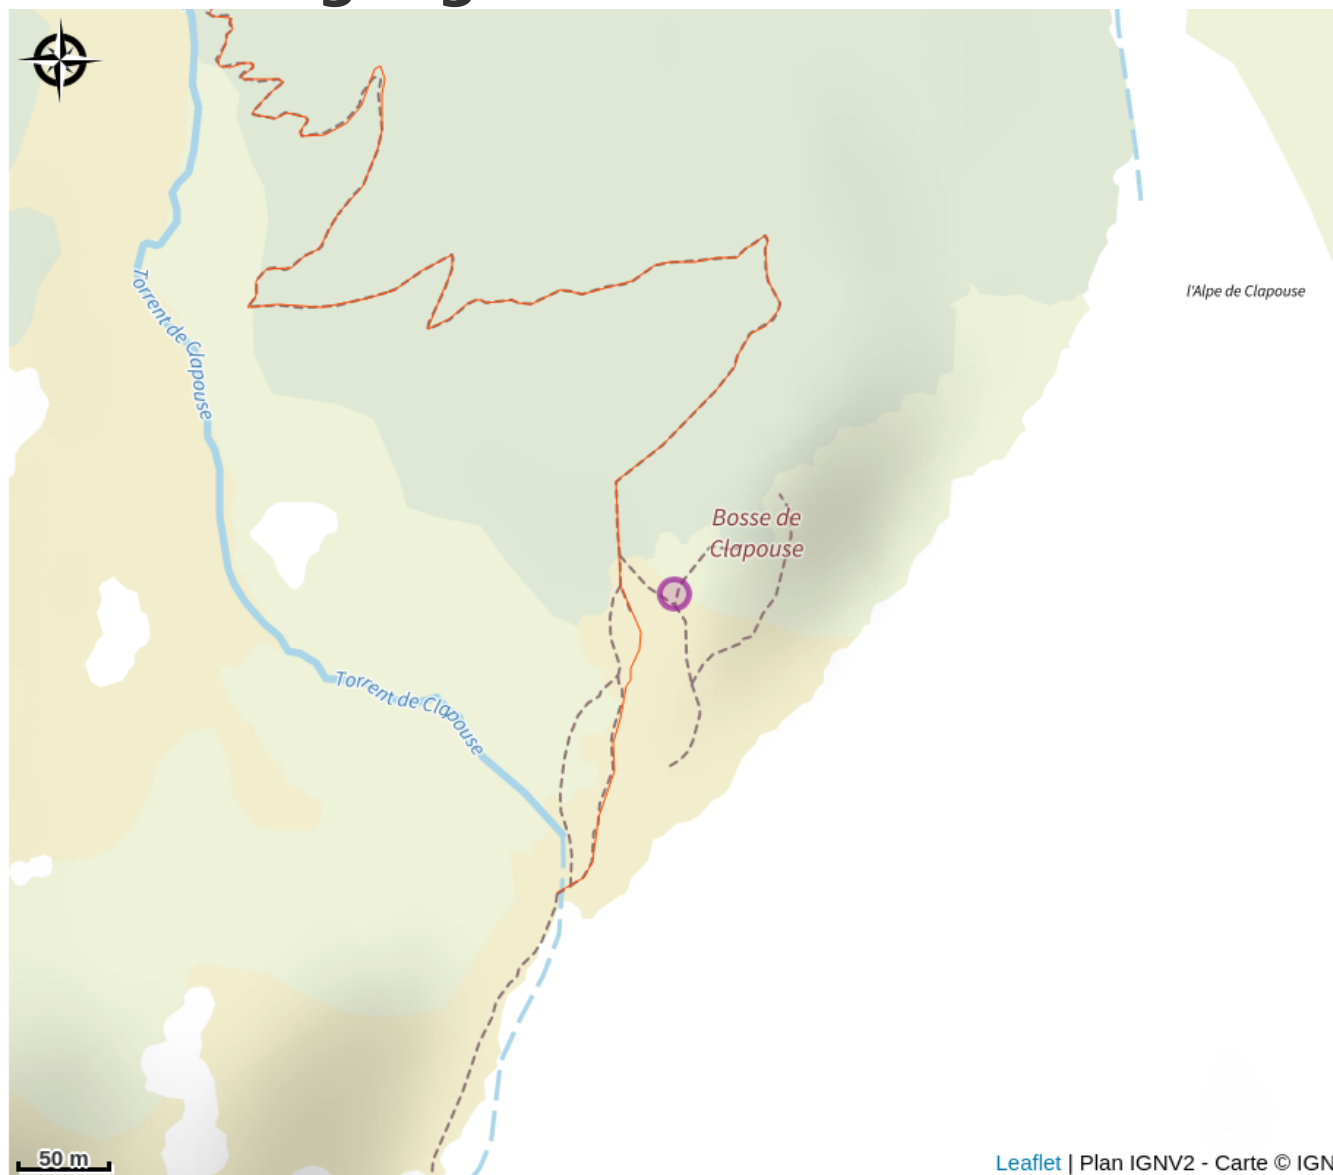 l'Alpe de Clapouse
Torrent de Clapouse
Bosse de
Clapouse
Torrent de Clapouse
50 m
Leaflet | Plan IGNV2 - Carte © IGN